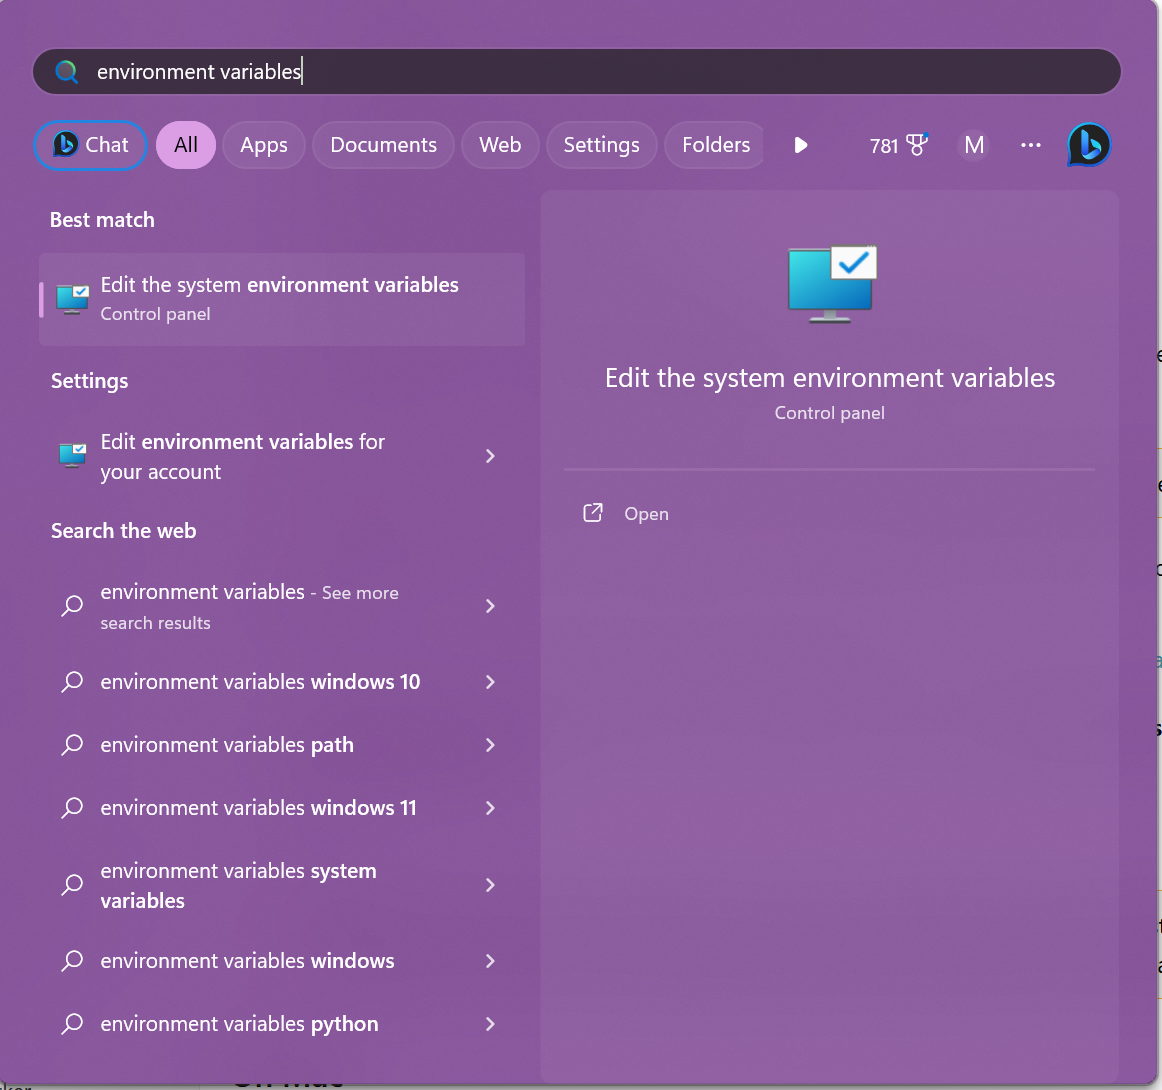 environment variables
Chat
All
Apps
Documents
Web
Settings
Folders
781
M
Best match
Edit the system environment variables
Control panel
Settings
Edit environment variables for
your account
Search the web
environment variables - See more
search results
environment variables windows 10
environment variables path
environment variables windows 11
environment variables system
variables
environment variables windows
environment variables python
Edit the system environment variables
Control panel
Open